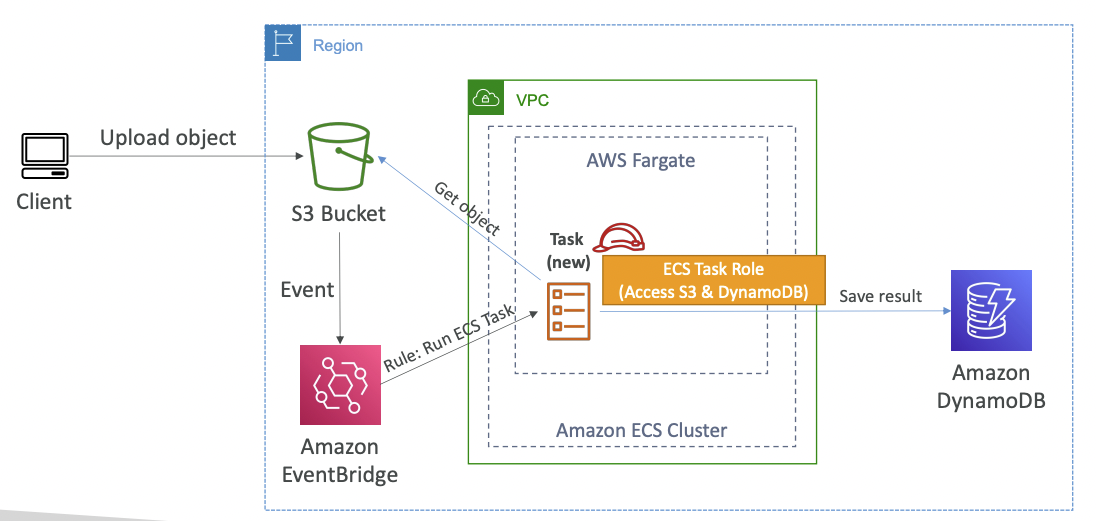 Region
VPC
Upload object
AWS Fargate
Client
S3 Bucket
Get object
Task
(new)
ECS Task Role
(Access S3 & DynamoDB)
Event
Save result
Rule: Run ECS Task
Amazon
DynamoDB
Amazon ECS Cluster
Amazon
EventBridge